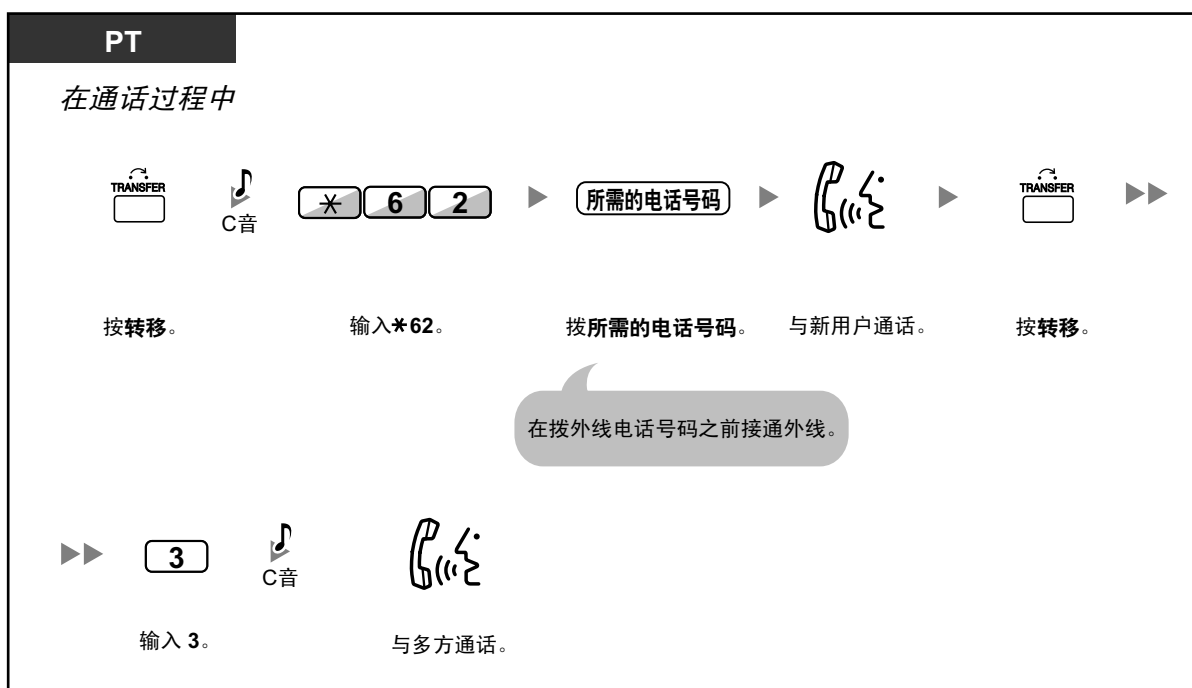 PT
在通话过程中
TRANSFER
C音
* 6 2
所需的电话号码
TRANSFER
按转移。
输入*62。
拨所需的电话号码。
与新用户通话。
按转移。
在拨外线电话号码之前接通外线。
3
C音
输入 3。
与多方通话。